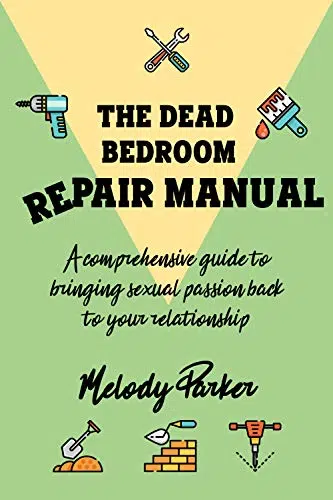 THE DEAD
BEDROOM
REPAIR MANUAL
A comprehensive guide to
bringing sexual passion back
to your relationship
Melody Parker